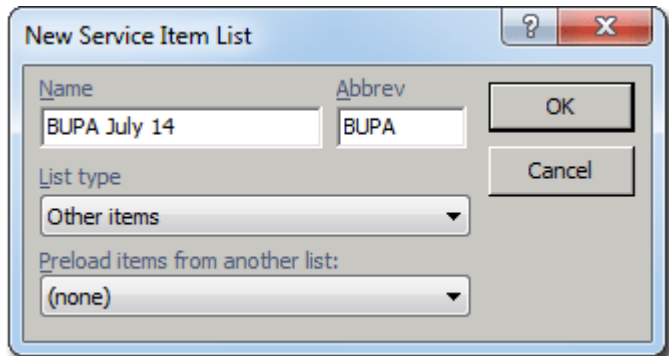 New Service Item List
?
Name
Abbrev
OK
BUPA July 14
BUPA
List type
Cancel
Other items
Preload items from another list:
(none)